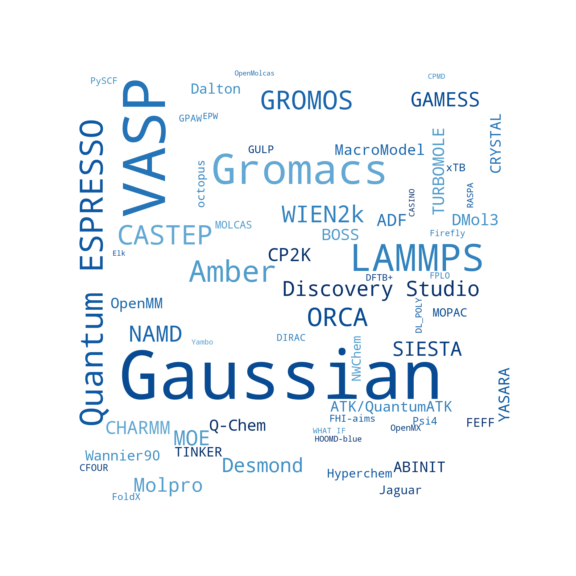 OpenMolcas
CPMD
PySCF
Dalton
GROMOS
GAMESS
VASP
GPAW
EPW
CRYSTAL
Quantum ESPRESSO
GULP
MacroModel
TURBOMOLE
octopus
Gromacs
xTB
RASPA
CASINO
WIEN2k
ADF
DMol3
MOLCAS
CASTEP
BOSS
Firefly
Elk
CP2K
LAMMPS
Amber
DFTB+
FPLO
Discovery Studio
OpenMM
ORCA
DL_POLY
MOPAC
NAMD
Yambo
DIRAC
NWChem
SIESTA
Gaussian
YASARA
ATK/QuantumATK
CHARMM
MOE
Q-Chem
FHI-aims
Psi4
FEFF
OpenMX
WHAT IF
HOOMD-blue
Wannier90
TINKER
CFOUR
Desmond
Hyperchem
ABINIT
Molpro
Jaguar
FoldX